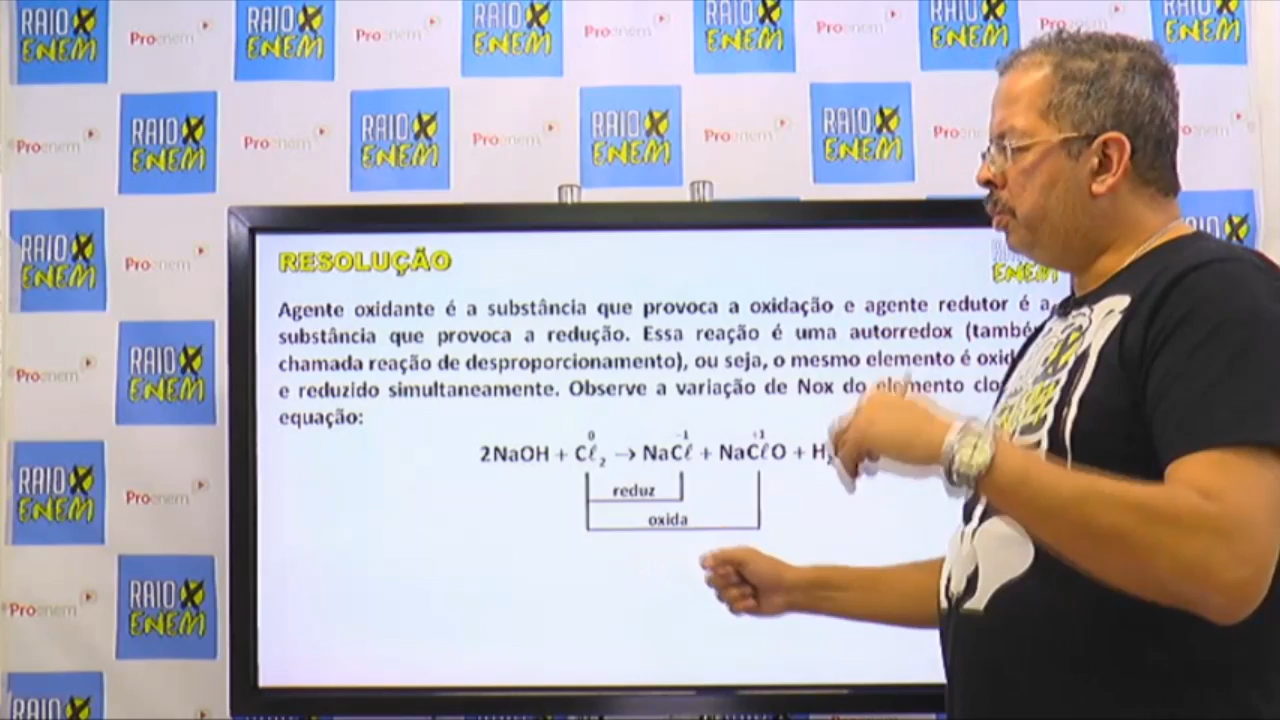 RAIO X ENEM
Proenem
RESOLUÇÃO
Agente oxidante é a substância que provoca a oxidação e agente redutor é a
substância que provoca a redução. Essa reação é uma autorredox
chamada reação de desproporcionamento), ou seja, o mesmo elemento é
e reduzido simultaneamente. Observe a variação de Nox do elemento
equação:
0 -1 +1
2NaOH + Cℓ₂ → NaCℓ + NaCℓO + H₂
reduz
oxida